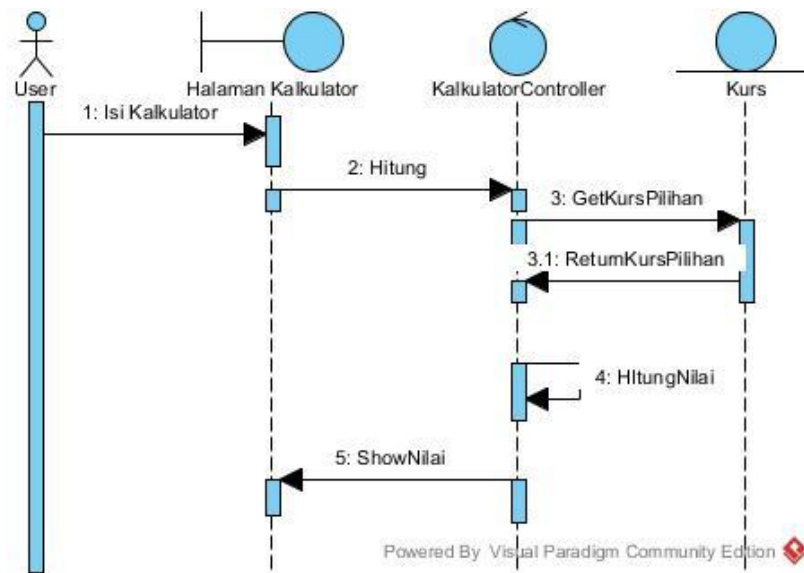 User
Halaman Kalkulator
KalkulatorController
Kurs
1: Isi Kalkulator
2: Hitung
3: GetKursPilihan
3.1: ReturnKursPilihan
4: HItungNilai
5: ShowNilai
Powered By Visual Paradigm Community Edition